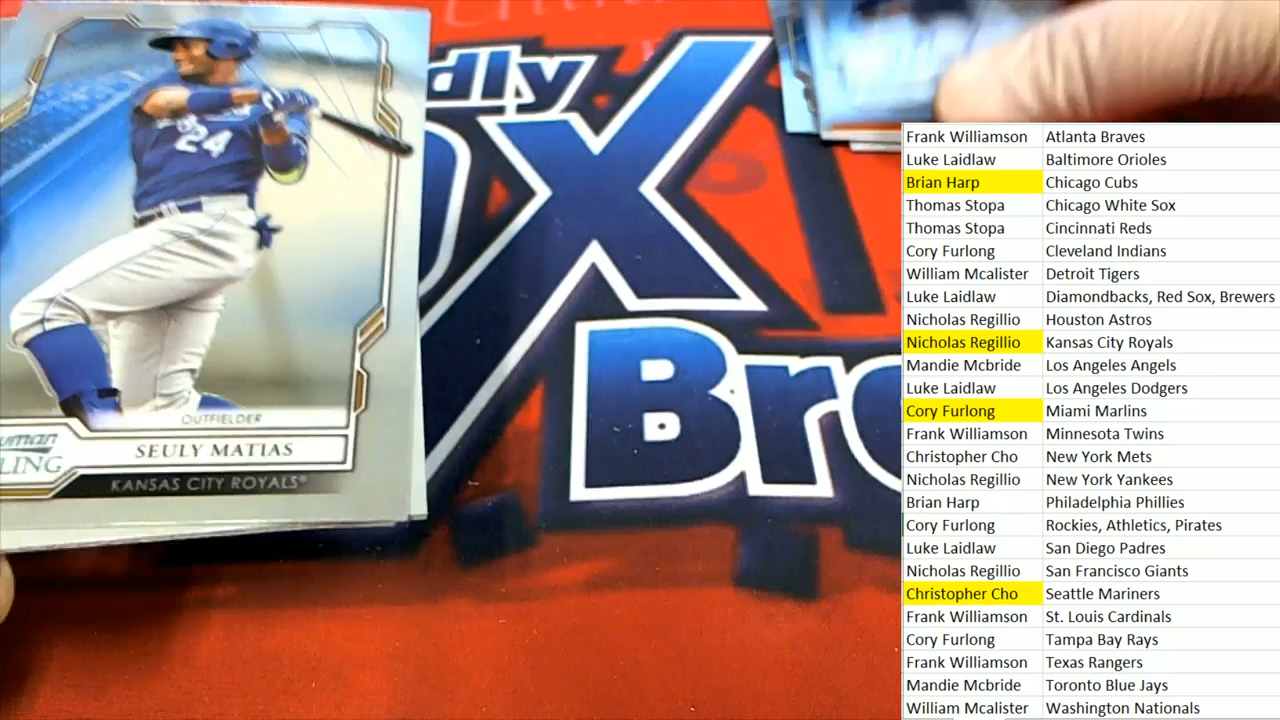 24
OUTFIELDER
SEULY MATIAS
LING
KANSAS CITY ROYALS
dly
OX
Bre
Frank Williamson Atlanta Braves
Luke Laidlaw Baltimore Orioles
Brian Harp Chicago Cubs
Thomas Stopa Chicago White Sox
Thomas Stopa Cincinnati Reds
Cory Furlong Cleveland Indians
William Mcalister Detroit Tigers
Luke Laidlaw Diamondbacks, Red Sox, Brewers
Nicholas Regillio Houston Astros
Nicholas Regillio Kansas City Royals
Mandie Mcbride Los Angeles Angels
Luke Laidlaw Los Angeles Dodgers
Cory Furlong Miami Marlins
Frank Williamson Minnesota Twins
Christopher Cho New York Mets
Nicholas Regillio New York Yankees
Brian Harp Philadelphia Phillies
Cory Furlong Rockies, Athletics, Pirates
Luke Laidlaw San Diego Padres
Nicholas Regillio San Francisco Giants
Christopher Cho Seattle Mariners
Frank Williamson St. Louis Cardinals
Cory Furlong Tampa Bay Rays
Frank Williamson Texas Rangers
Mandie Mcbride Toronto Blue Jays
William Mcalister Washington Nationals